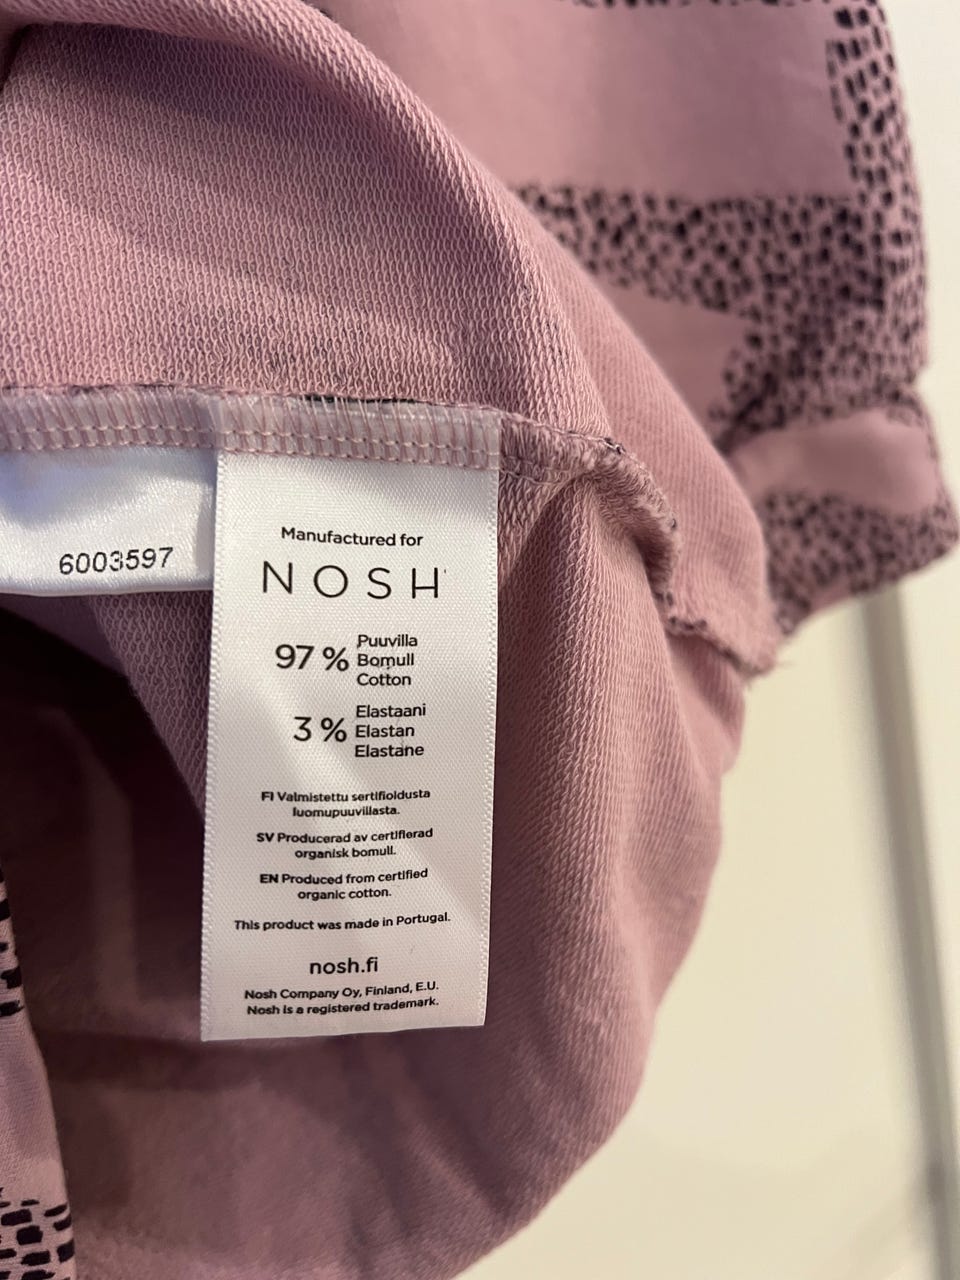 6003597
Manufactured for
NOSH
97 % Puuvilla
Bomull
Cotton
3 % Elastaani
Elastan
Elastane
FI Valmistettu sertifioidusta
luomupuuvillasta.
SV Producerad av certifierad
organisk bomull.
EN Produced from certified
organic cotton.
This product was made in Portugal.
nosh.fi
Nosh Company Oy, Finland, E.U.
Nosh is a registered trademark.